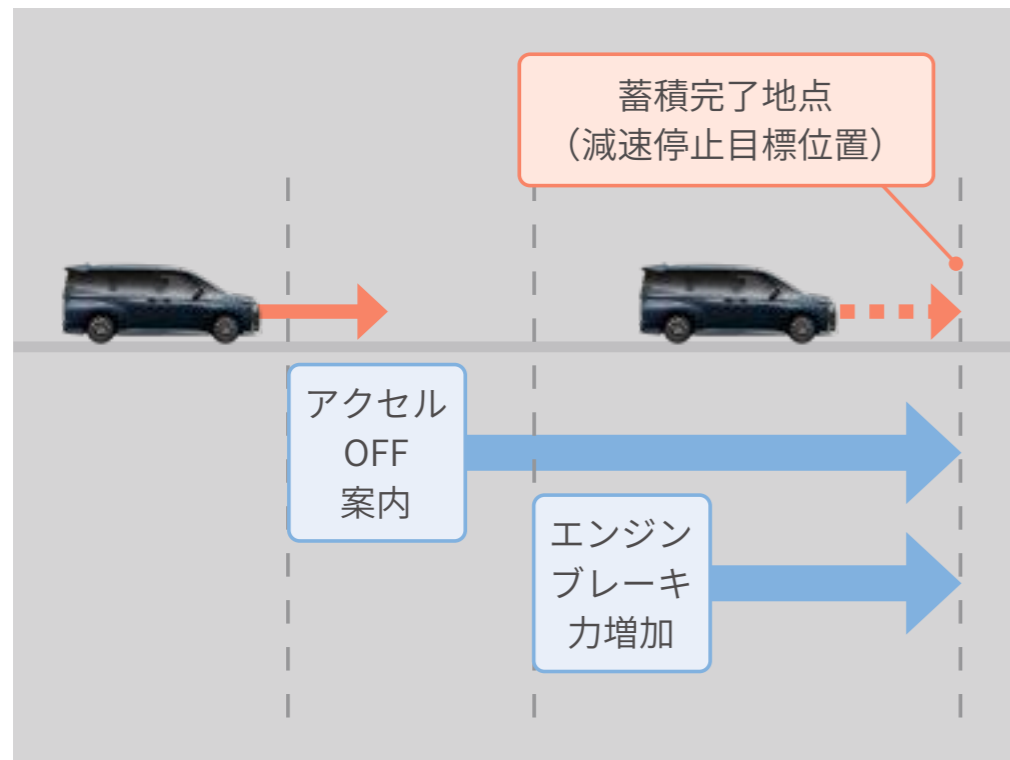 蓄積完了地点
（減速停止目標位置）
アクセル
OFF
案内
エンジン
ブレーキ
力増加